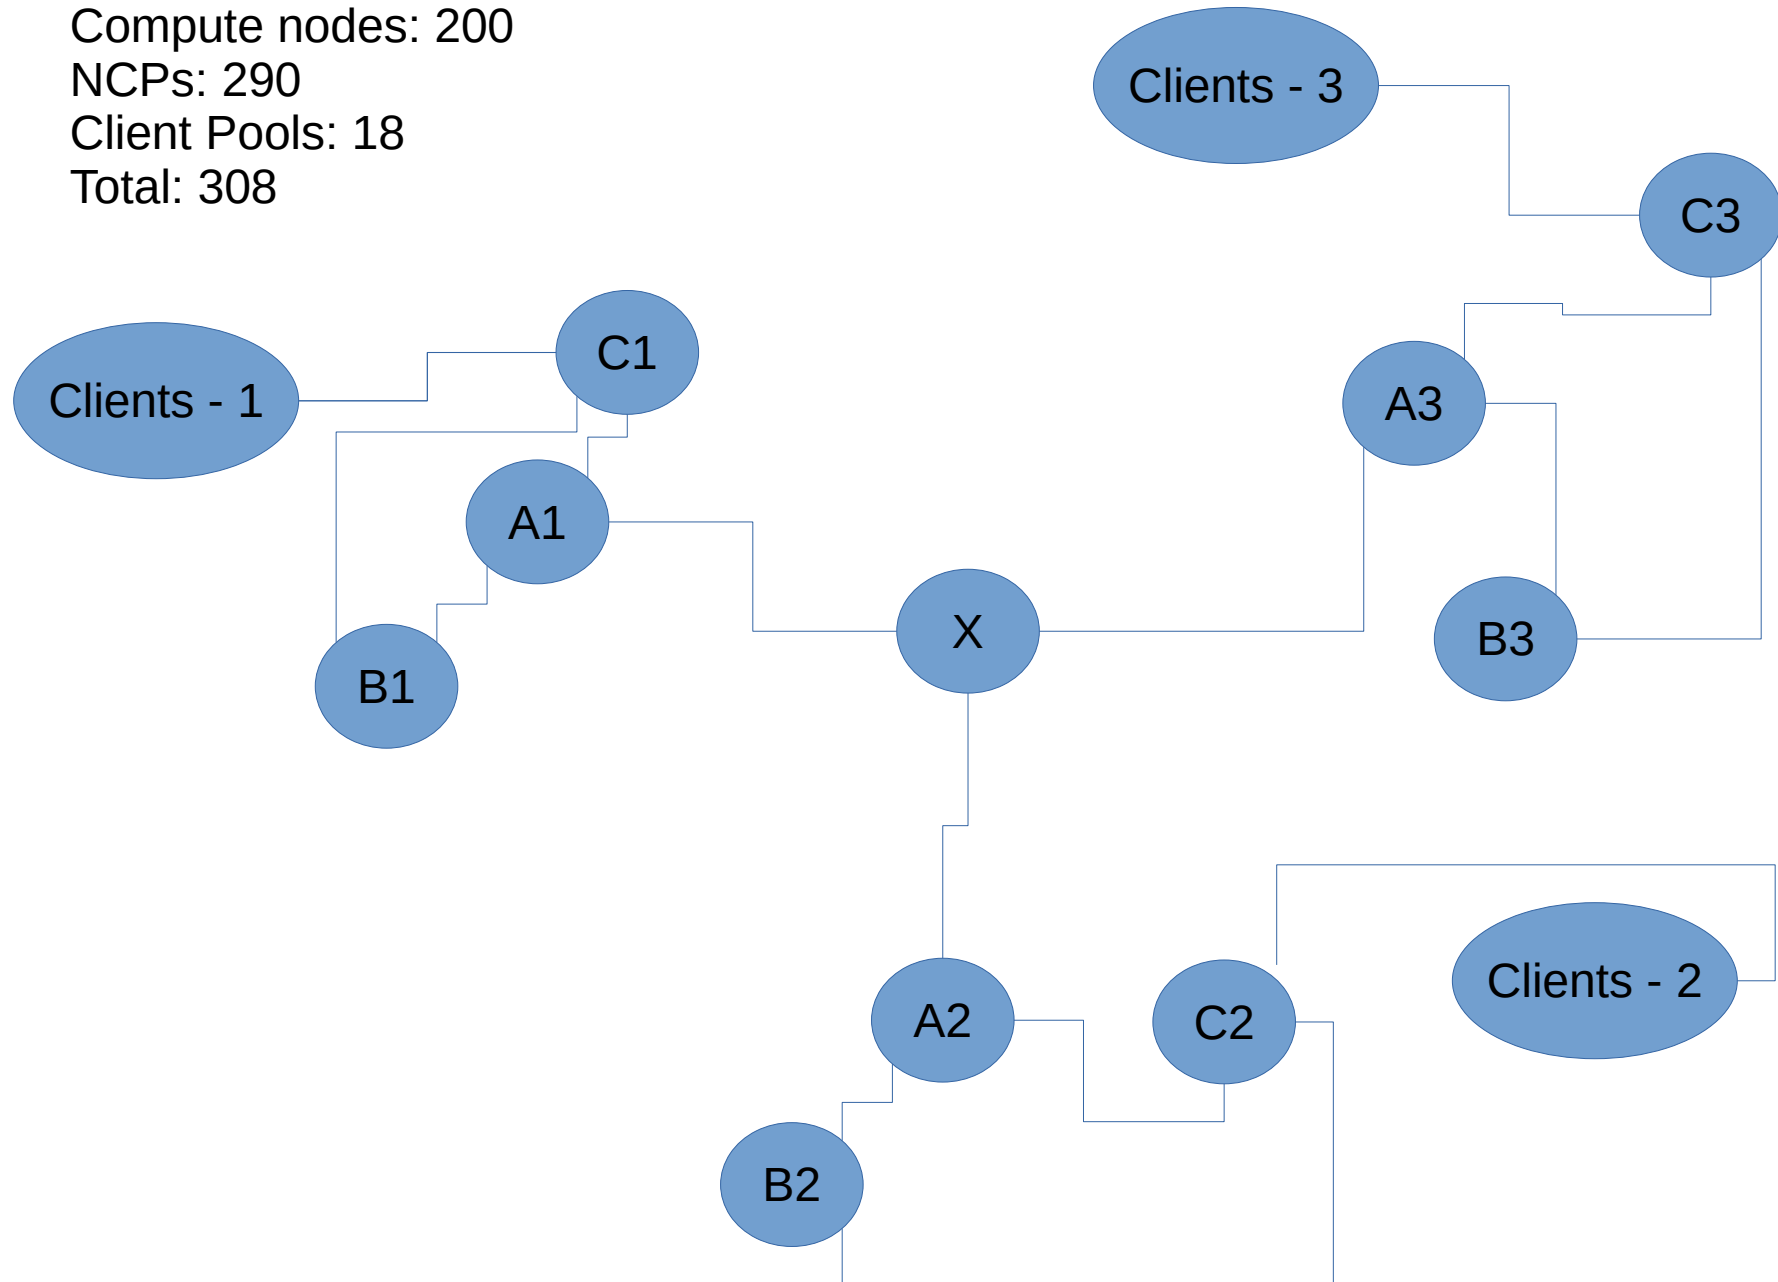 Compute nodes: 200
NCPs: 290
Client Pools: 18
Total: 308
Clients - 3
C3
C1
Clients - 1
A3
A1
X
B3
B1
Clients - 2
A2
C2
B2